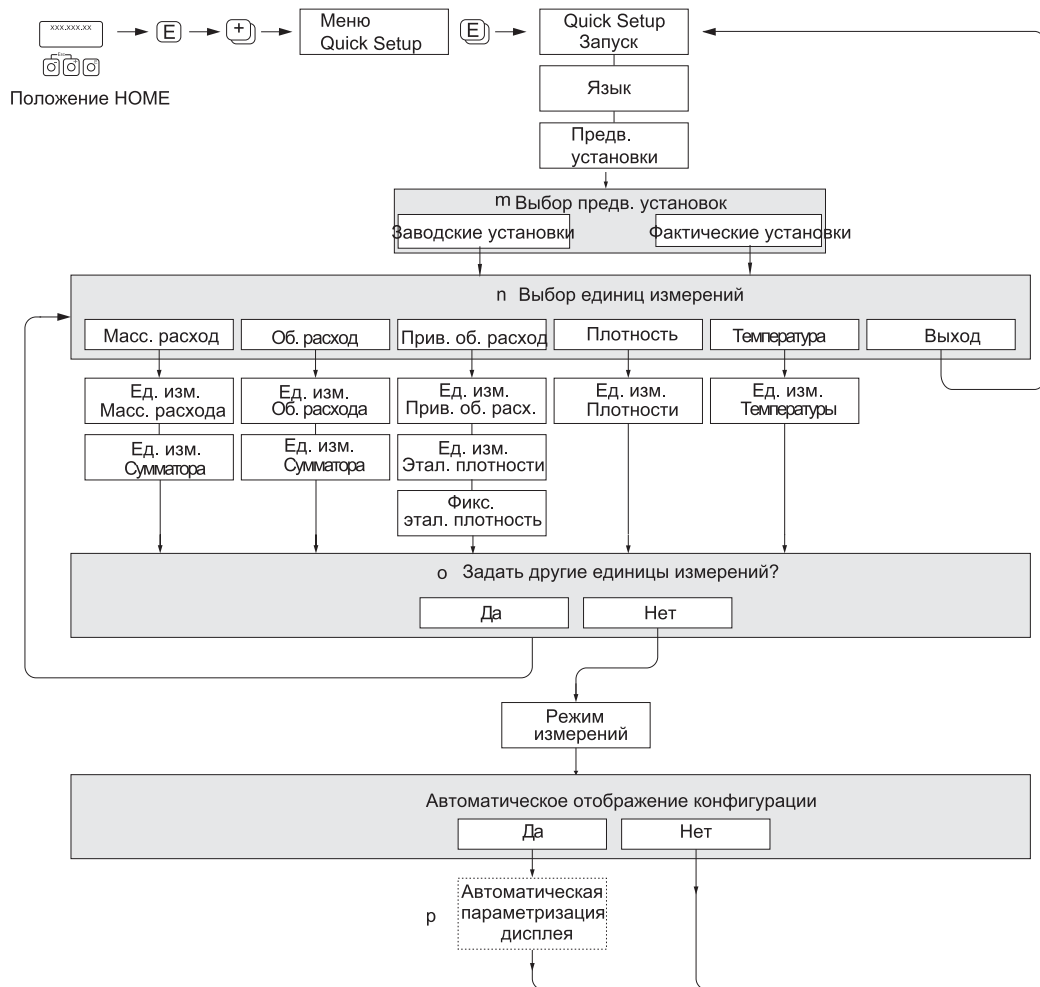 xxx.xxx.xx
Esc
E
+
Меню
Quick Setup
E
Quick Setup
Запуск
Положение HOME
Язык
Предв.
установки
m Выбор предв. установок
Заводские установки
Фактические установки
n Выбор единиц измерений
Масс. расход
Об. расход
Прив. об. расход
Плотность
Температура
Выход
Ед. изм.
Масс. расхода
Ед. изм.
Об. расхода
Ед. изм.
Прив. об. расх.
Ед. изм.
Плотности
Ед. изм.
Температуры
Ед. изм.
Сумматора
Ед. изм.
Сумматора
Ед. изм.
Этал. плотности
Фикс.
этал. плотность
o Задать другие единицы измерений?
Да
Нет
Режим
измерений
Автоматическое отображение конфигурации
Да
Нет
p
Автоматическая
параметризация
дисплея